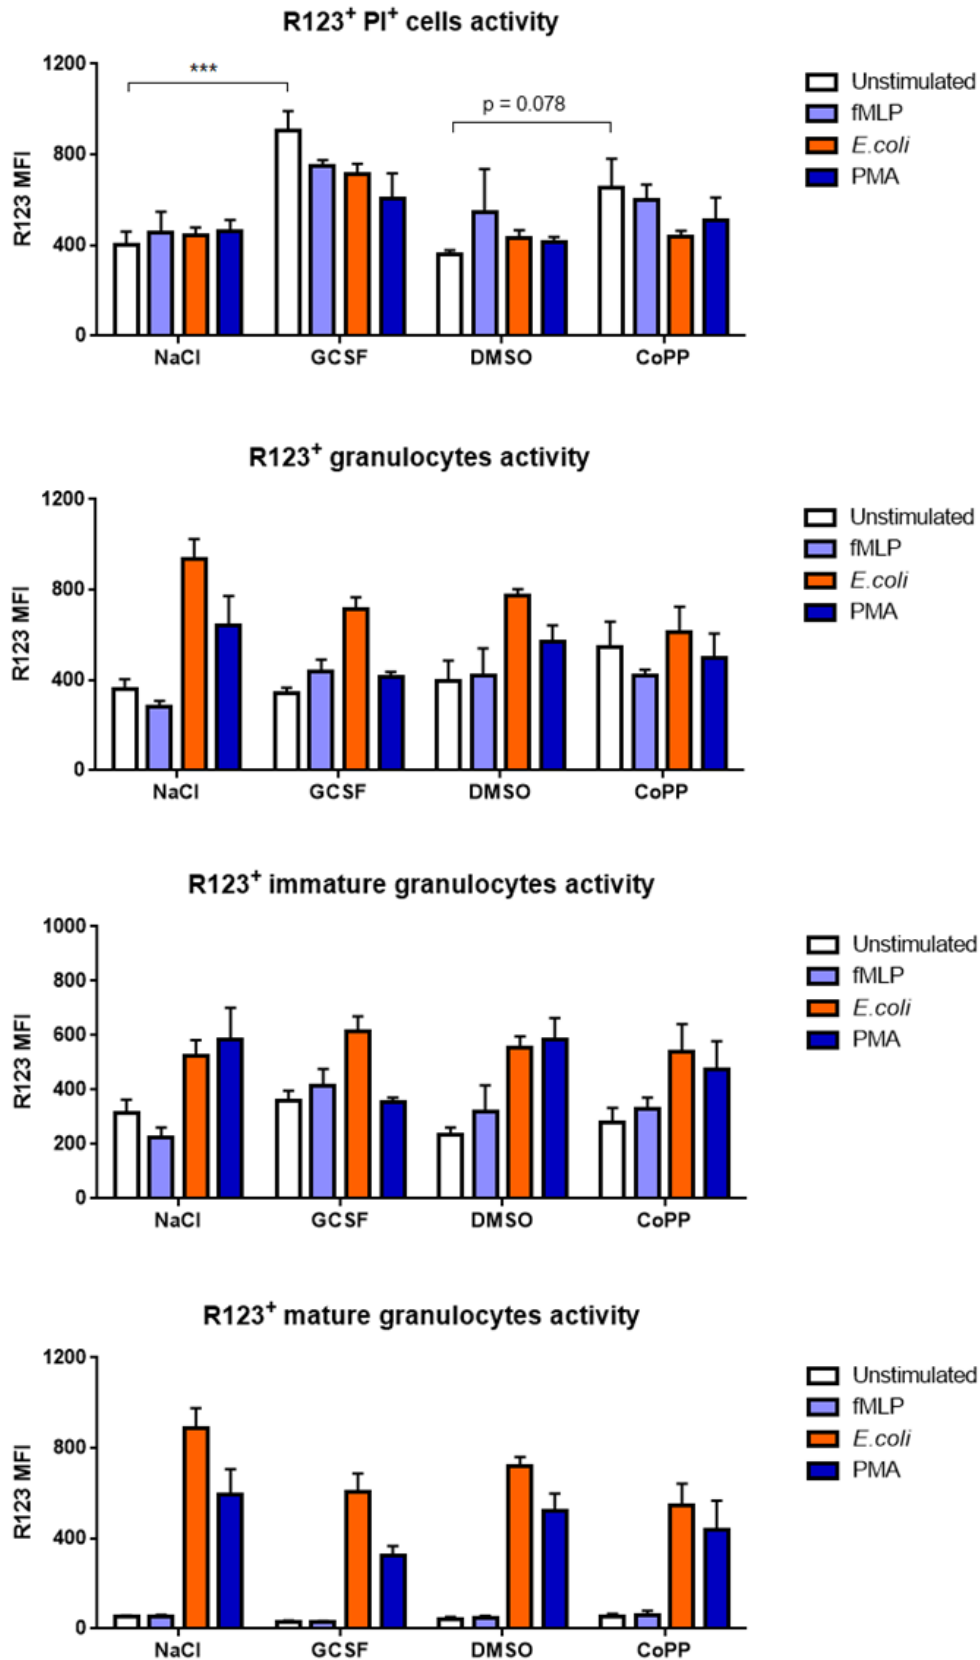 R123⁺ PI⁺ cells activity
1200
800
400
0
R123 MFI
***
p = 0.078
NaCl GCSF DMSO CoPP
Unstimulated
fMLP
E.coli
PMA
R123⁺ granulocytes activity
1200
800
400
0
R123 MFI
NaCl GCSF DMSO CoPP
Unstimulated
fMLP
E.coli
PMA
R123⁺ immature granulocytes activity
1000
800
600
400
200
0
R123 MFI
NaCl GCSF DMSO CoPP
Unstimulated
fMLP
E.coli
PMA
R123⁺ mature granulocytes activity
1200
800
400
0
R123 MFI
NaCl GCSF DMSO CoPP
Unstimulated
fMLP
E.coli
PMA